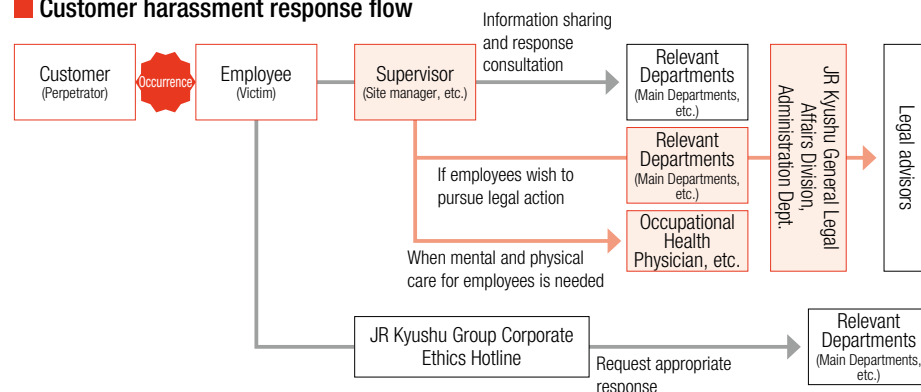 Customer harassment response flow
Customer
(Perpetrator)
Occurrence
Employee
(Victim)
Supervisor
(Site manager, etc.)
Information sharing
and response
consultation
Relevant
Departments
(Main Departments,
etc.)
If employees wish to
pursue legal action
Relevant
Departments
(Main Departments,
etc.)
When mental and physical
care for employees is needed
Occupational
Health
Physician, etc.
JR Kyushu General Legal
Affairs Division,
Administration Dept.
Legal advisors
JR Kyushu Group Corporate
Ethics Hotline
Request appropriate
response
Relevant
Departments
(Main Departments,
etc.)